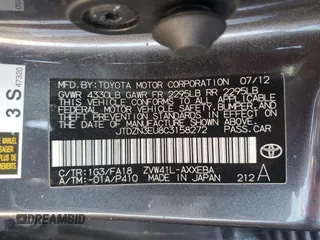 MFD.BY:TOYOTA MOTOR CORPORATION 07/12
GVWR 4330LB GAWR FR 2295LB RR 2295LB
THIS VEHICLE CONFORMS TO ALL APPLICABLE
FEDERAL MOTOR VEHICLE SAFETY, BUMPER, AND
THEFT PREVENTION STANDARDS IN EFFECT ON
THE DATE OF MANUFACTURE SHOWN ABOVE.
JTDZN3EU8C3158272 PASS.CAR
C/TR:1G3/FA18 ZVW41L-AXXEBA
A/TM:-01A/P410 MADE IN JAPAN 212 A
TOYOTA
3 S
47320
DREAMBID